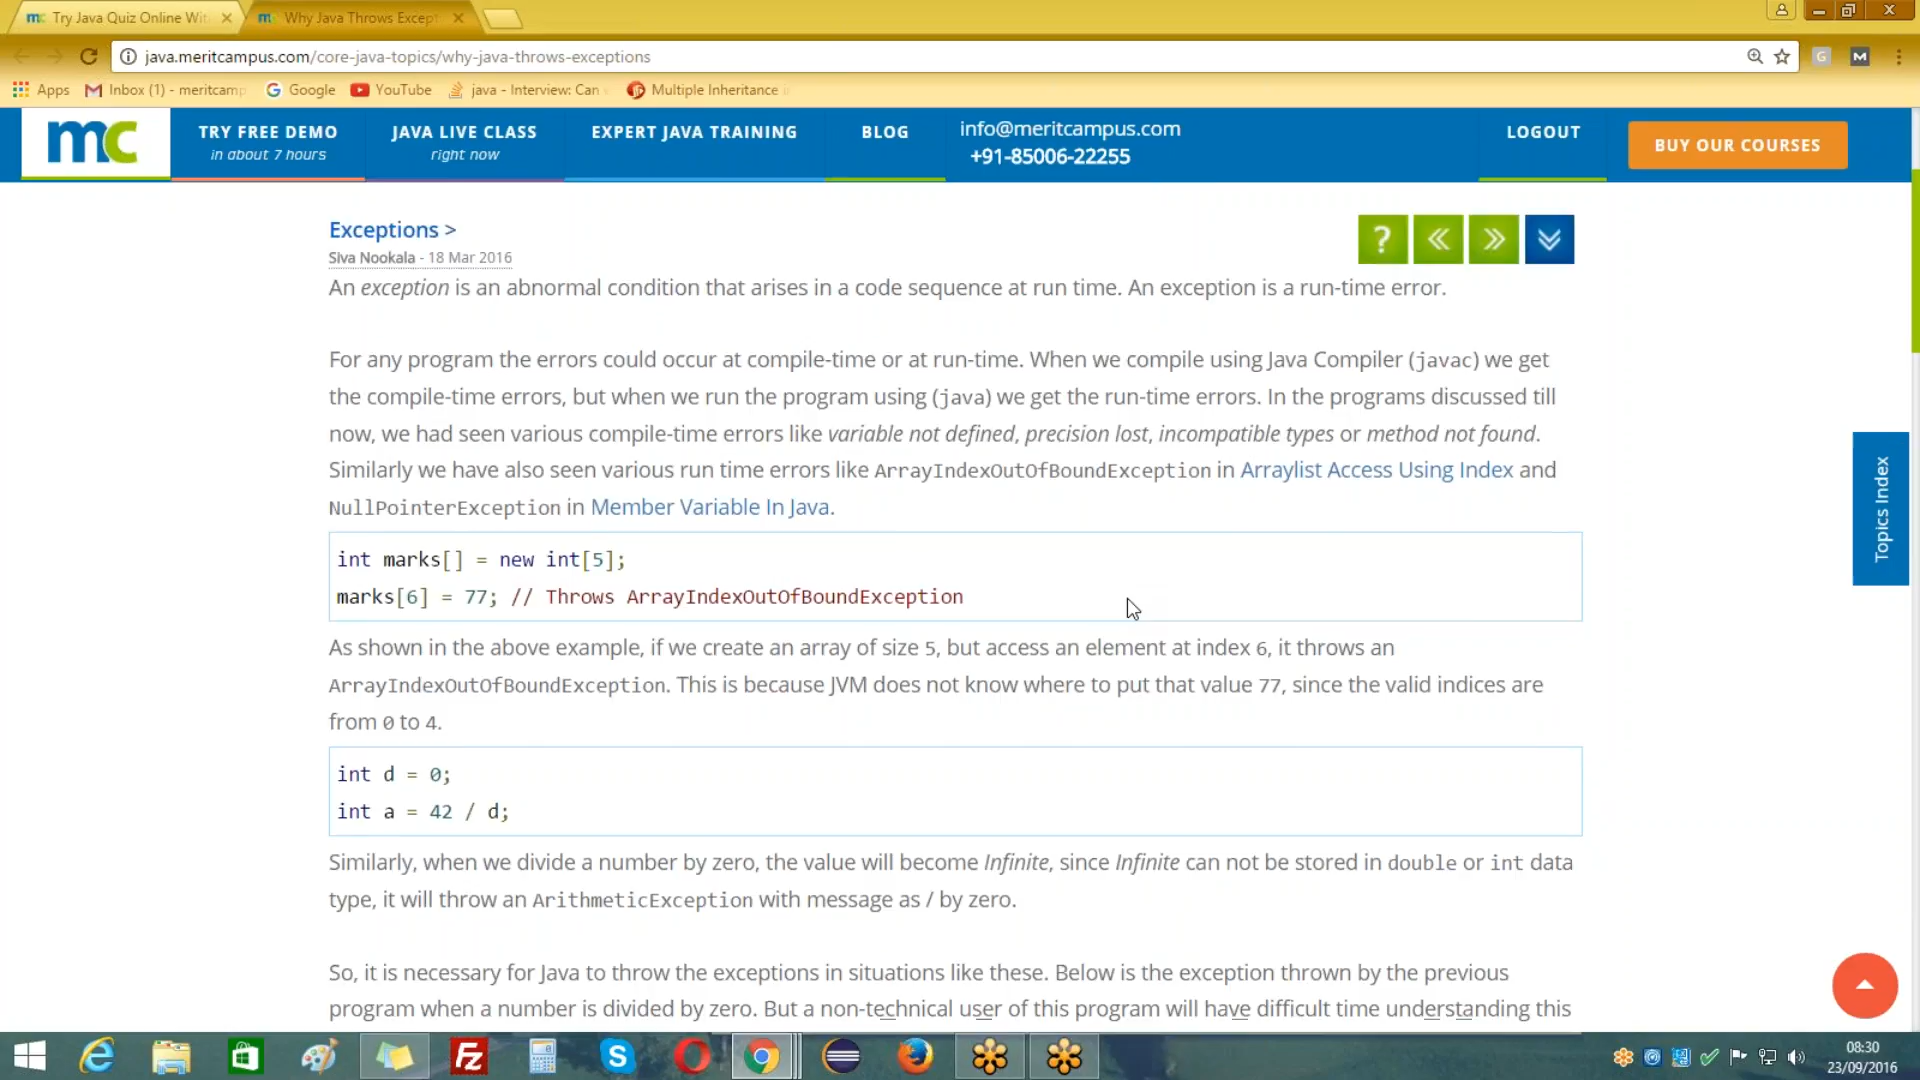 Try Java Quiz Online Wit
Why Java Throws Except
java.meritcampus.com/core-java-topics/why-java-throws-exceptions
Apps
Inbox (1) - meritcamp
Google
YouTube
java - Interview: Can
Multiple Inheritance
mc
TRY FREE DEMO
in about 7 hours
JAVA LIVE CLASS
right now
EXPERT JAVA TRAINING
BLOG
info@meritcampus.com
+91-85006-22255
LOGOUT
BUY OUR COURSES
Exceptions >
Siva Nookala - 18 Mar 2016
An exception is an abnormal condition that arises in a code sequence at run time. An exception is a run-time error.
For any program the errors could occur at compile-time or at run-time. When we compile using Java Compiler (javac) we get
the compile-time errors, but when we run the program using (java) we get the run-time errors. In the programs discussed till
now, we had seen various compile-time errors like variable not defined, precision lost, incompatible types or method not found.
Similarly we have also seen various run time errors like ArrayIndexOutOfBoundException in Arraylist Access Using Index and
NullPointerException in Member Variable In Java.
int marks[] = new int[5];
marks[6] = 77; // Throws ArrayIndexOutOfBoundException
As shown in the above example, if we create an array of size 5, but access an element at index 6, it throws an
ArrayIndexOutOfBoundException. This is because JVM does not know where to put that value 77, since the valid indices are
from 0 to 4.
int d = 0;
int a = 42 / d;
Similarly, when we divide a number by zero, the value will become Infinite, since Infinite can not be stored in double or int data
type, it will throw an ArithmeticException with message as / by zero.
So, it is necessary for Java to throw the exceptions in situations like these. Below is the exception thrown by the previous
program when a number is divided by zero. But a non-technical user of this program will have difficult time understanding this
Topics Index
08:30
23/09/2016